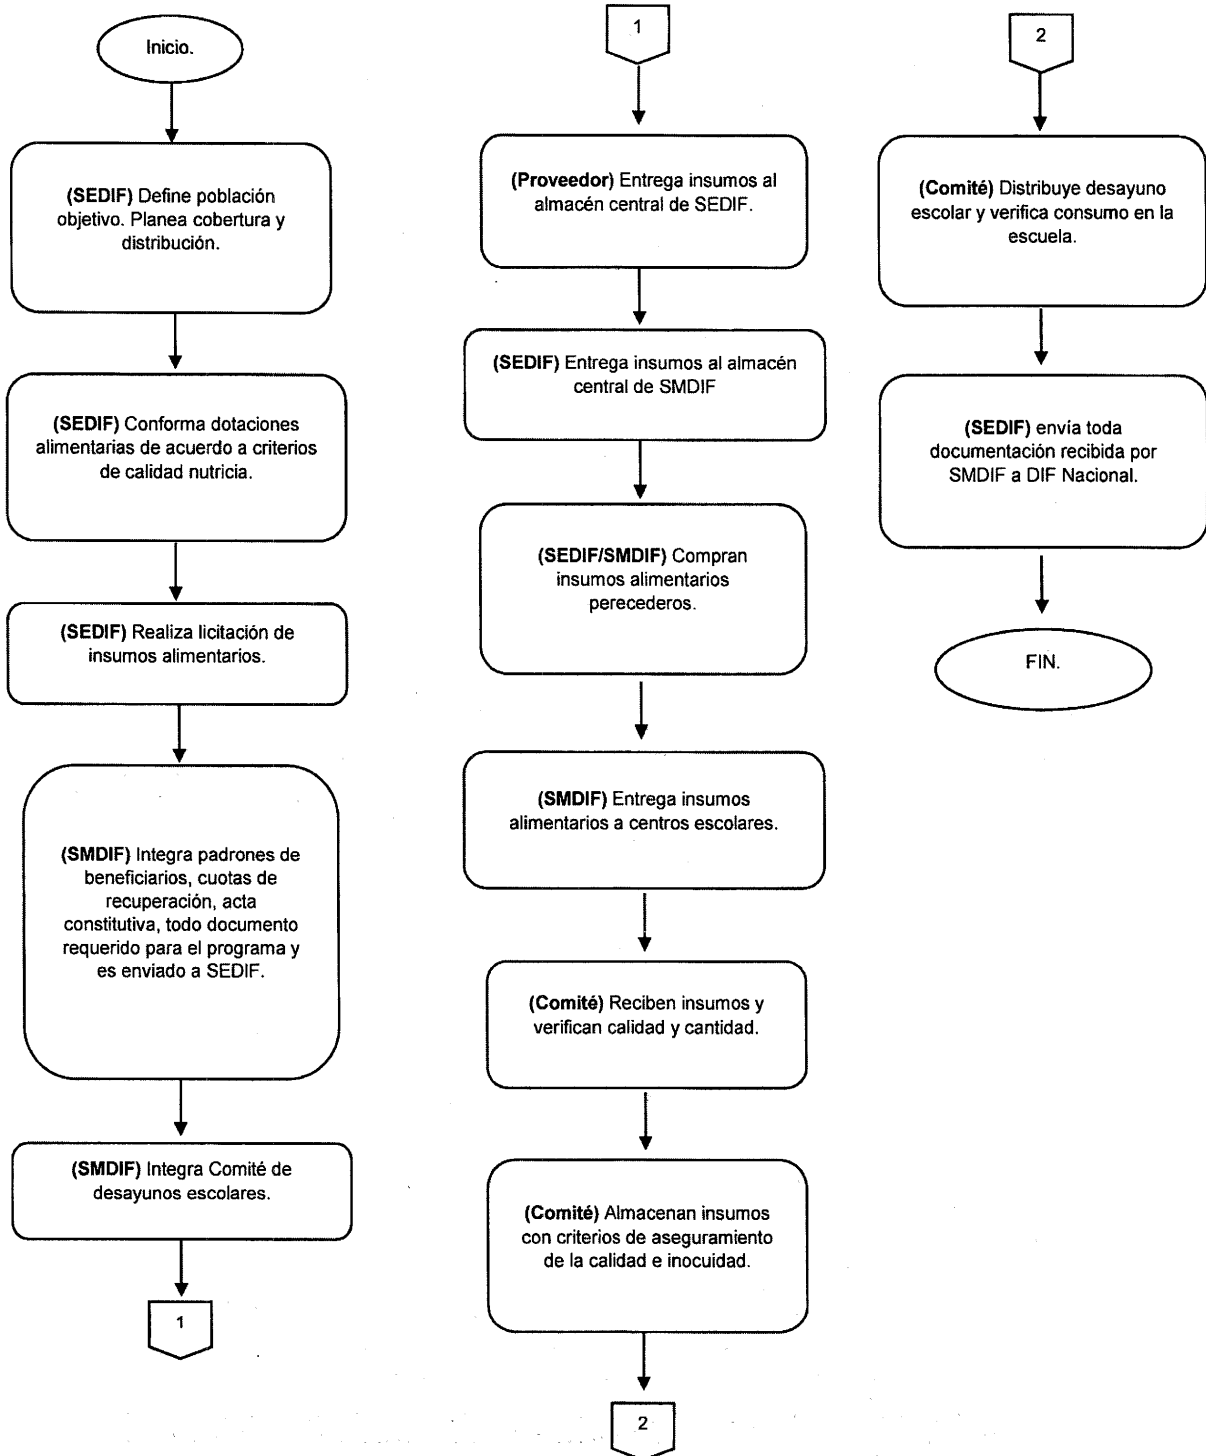 Inicio.
(SEDIF) Define población
objetivo. Planea cobertura y
distribución.
(SEDIF) Conforma dotaciones
alimentarias de acuerdo a criterios
de calidad nutricia.
(SEDIF) Realiza licitación de
insumos alimentarios.
(SMDIF) Integra padrones de
beneficiarios, cuotas de
recuperación, acta
constitutiva, todo documento
requerido para el programa y
es enviado a SEDIF.
(SMDIF) Integra Comité de
desayunos escolares.
1
1
(Proveedor) Entrega insumos al
almacén central de SEDIF.
(SEDIF) Entrega insumos al almacén
central de SMDIF
(SEDIF/SMDIF) Compran
insumos alimentarios
perecederos.
(SMDIF) Entrega insumos
alimentarios a centros escolares.
(Comité) Reciben insumos y
verifican calidad y cantidad.
(Comité) Almacenan insumos
con criterios de aseguramiento
de la calidad e inocuidad.
2
2
(Comité) Distribuye desayuno
escolar y verifica consumo en la
escuela.
(SEDIF) envía toda
documentación recibida por
SMDIF a DIF Nacional.
FIN.